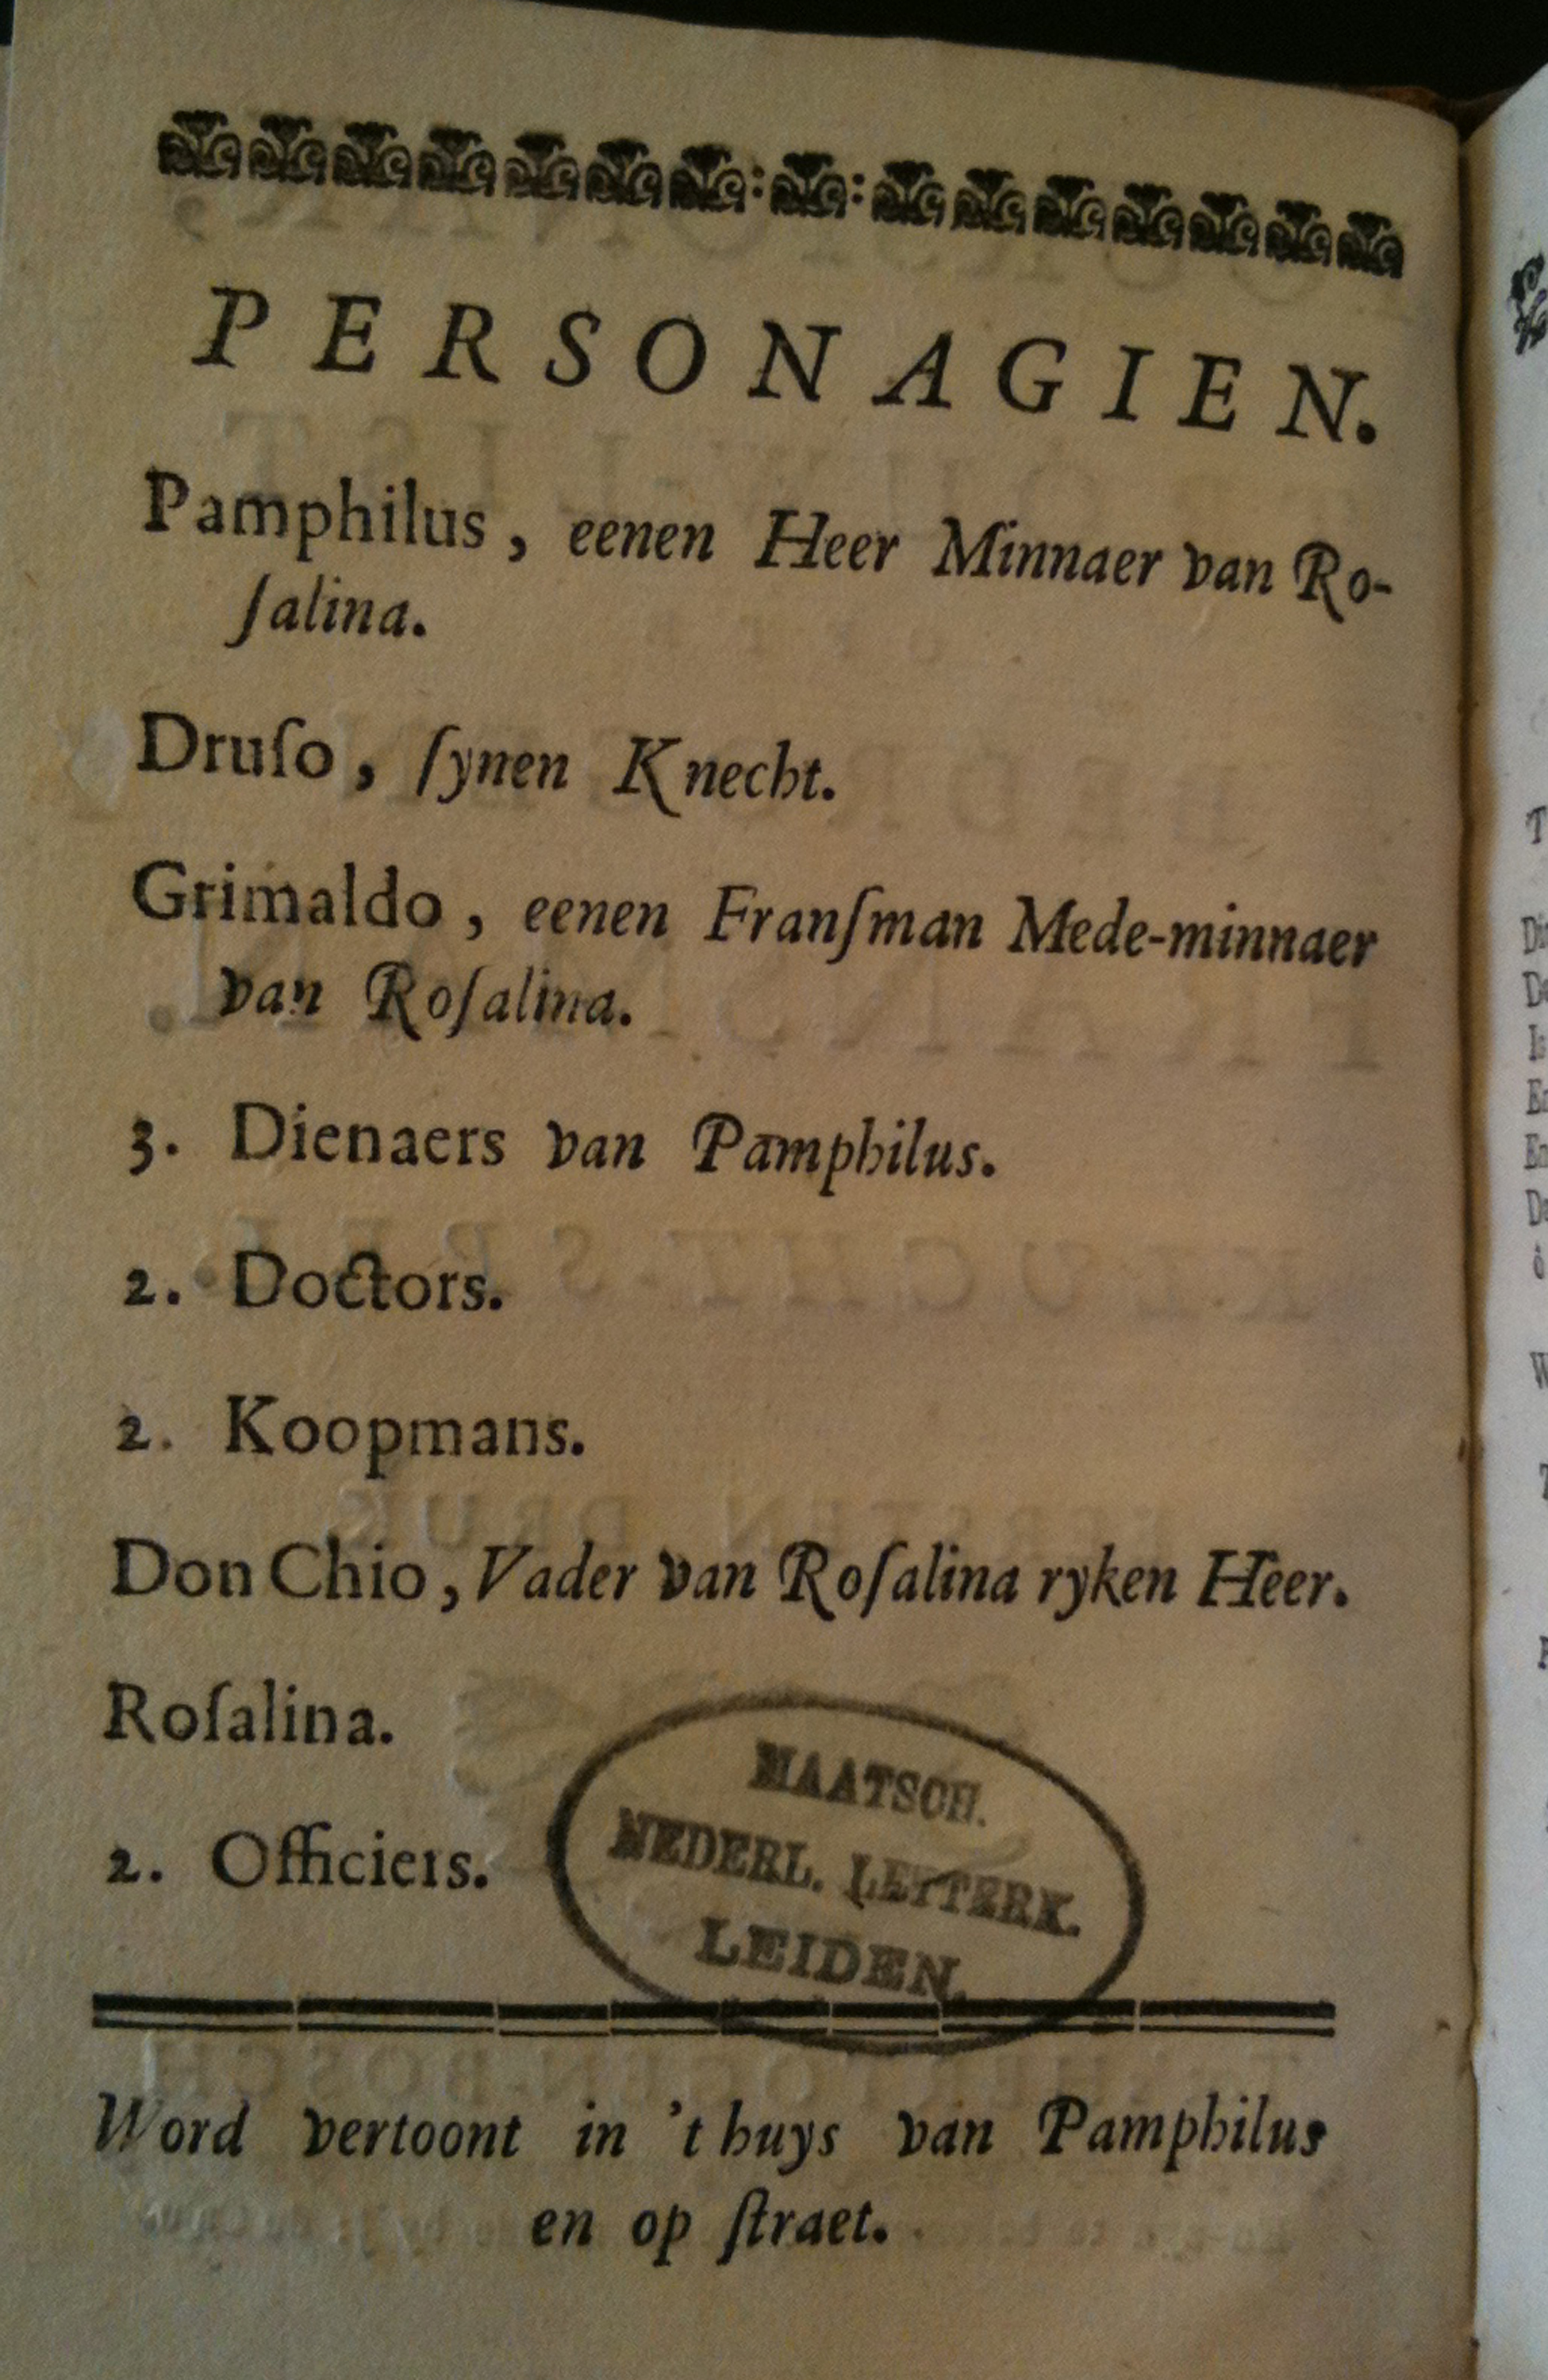 PERSONAGIEN.
Pamphilus, eenen Heer Minnaer van Ro-
ſalina.
Druſo, ſynen Knecht.
Grimaldo, eenen Franſman Mede-minnaer
van Roſalina.
3. Dienaers van Pamphilus.
2. Doctors.
2. Koopmans.
Don Chio, Vader van Roſalina ryken Heer.
Roſalina.
2. Officiers.
MAATSCH.
NEDERL. LETTERK.
LEIDEN.
Word vertoont in 't huys van Pamphilus
en op ſtraet.